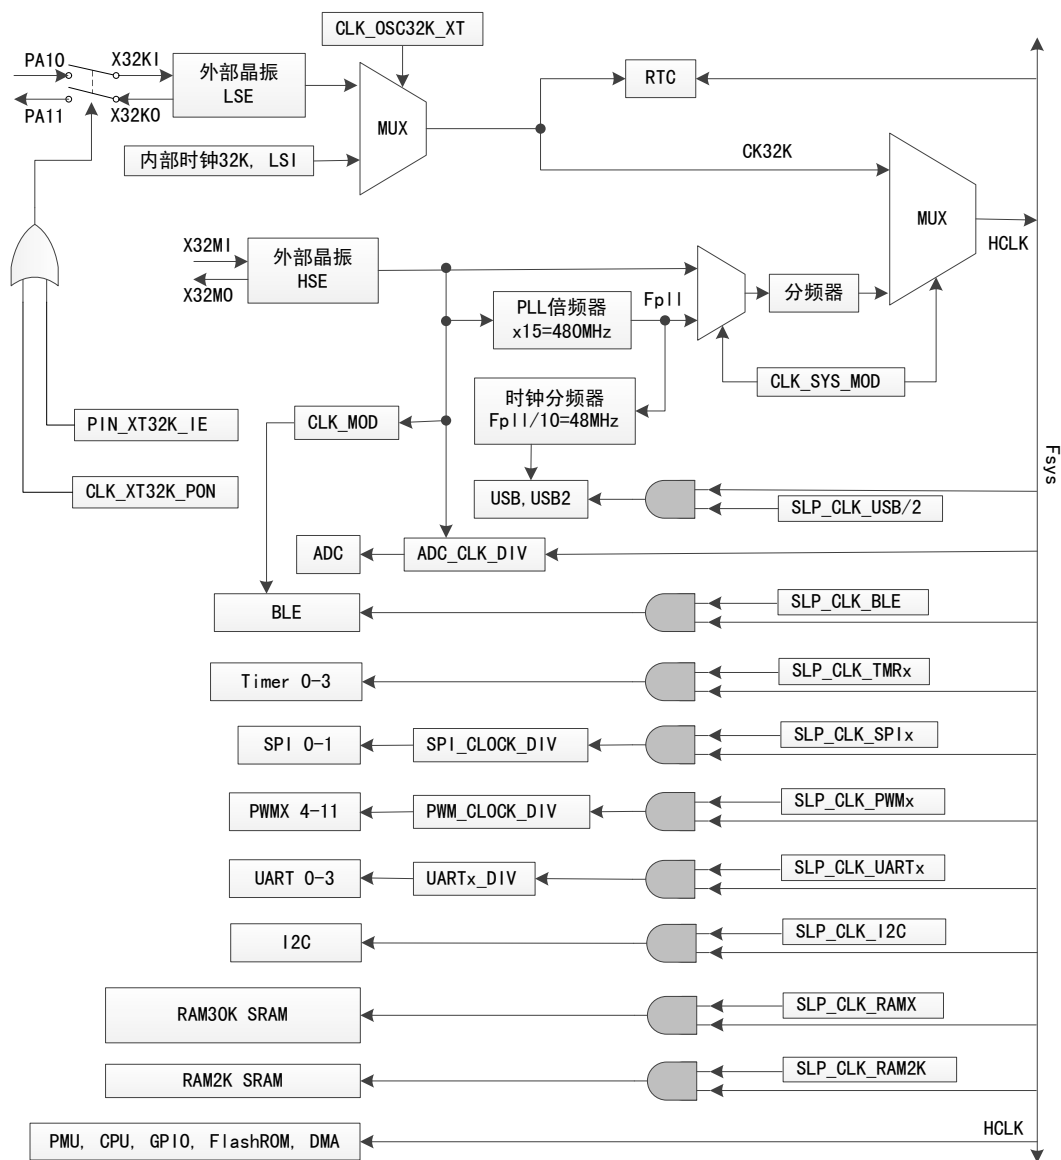 CLK_OSC32K_XT
PA10
X32KI
外部晶振
LSE
RTC
PA11
X32KO
MUX
内部时钟32K, LSI
CK32K
MUX
HCLK
X32MI
外部晶振
HSE
X32MO
PLL倍频器
x15=480MHz
Fpll
分频器
CLK_SYS_MOD
时钟分频器
Fpll/10=48MHz
CLK_MOD
PIN_XT32K_IE
Fsys
CLK_XT32K_PON
USB,USB2
SLP_CLK_USB/2
ADC
ADC_CLK_DIV
BLE
SLP_CLK_BLE
Timer 0-3
SLP_CLK_TMRx
SPI 0-1
SPI_CLOCK_DIV
SLP_CLK_SPIx
PWMX 4-11
PWM_CLOCK_DIV
SLP_CLK_PWMx
UART 0-3
UARTx_DIV
SLP_CLK_UARTx
I2C
SLP_CLK_I2C
RAM30K SRAM
SLP_CLK_RAMX
RAM2K SRAM
SLP_CLK_RAM2K
PMU, CPU, GPIO, FlashROM, DMA
HCLK